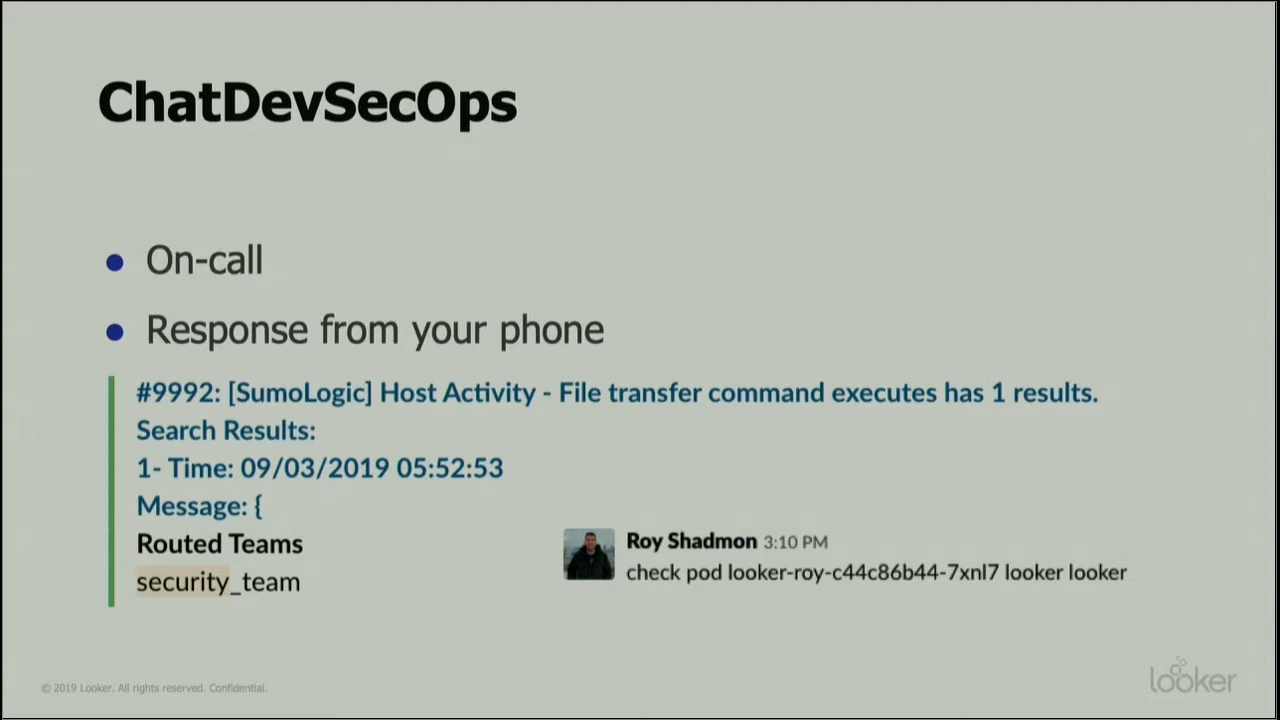 ChatDevSecOps
● On-call
● Response from your phone
#9992: [SumoLogic] Host Activity - File transfer command executes has 1 results.
Search Results:
1- Time: 09/03/2019 05:52:53
Message: {
Routed Teams
security_team
Roy Shadmon 3:10 PM
check pod looker-roy-c44c86b44-7xnl7 looker looker
© 2019 Looker. All rights reserved. Confidential.
looker